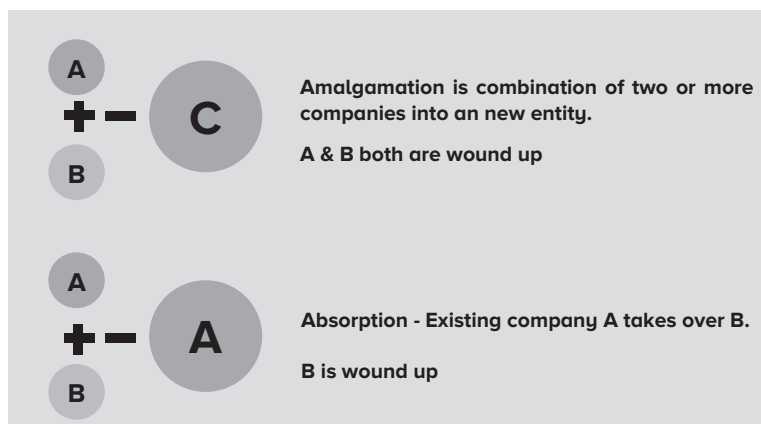 A
+ –
B
C
Amalgamation is combination of two or more
companies into an new entity.
A & B both are wound up
A
+ –
B
A
Absorption - Existing company A takes over B.
B is wound up